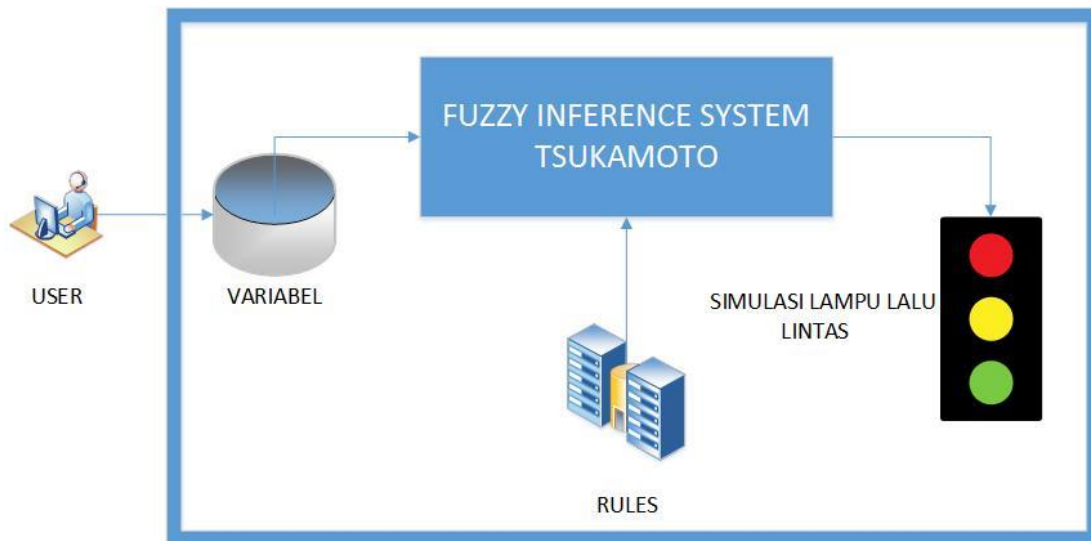 FUZZY INFERENCE SYSTEM
TSUKAMOTO
USER
VARIABEL
SIMULASI LAMPU LALU
LINTAS
RULES